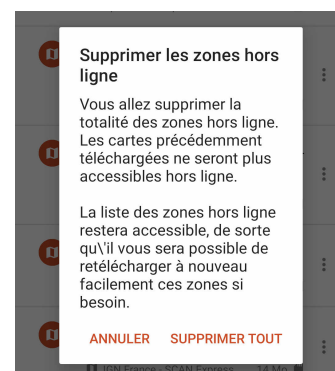 Supprimer les zones hors
ligne
Vous allez supprimer la
totalité des zones hors ligne.
Les cartes précédemment
téléchargées ne seront plus
accessibles hors ligne.
La liste des zones hors ligne
restera accessible, de sorte
qu\'il vous sera possible de
retélécharger à nouveau
facilement ces zones si
besoin.
ANNULER SUPPRIMER TOUT
IGN France - SCAN Express 14 Mo